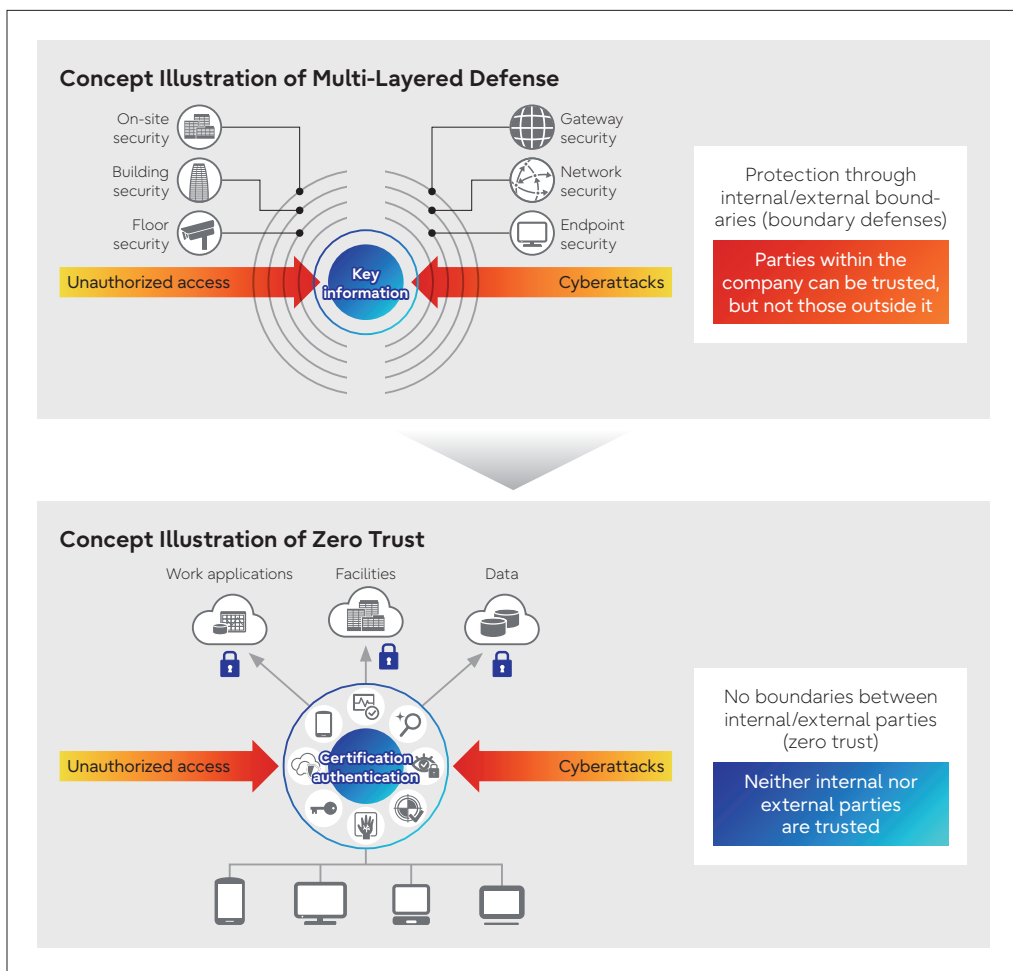 Concept Illustration of Multi-Layered Defense
On-site
security
Building
security
Floor
security
Gateway
security
Network
security
Endpoint
security
Unauthorized access
Key
information
Cyberattacks
Protection through
internal/external bound-
aries (boundary defenses)
Parties within the
company can be trusted,
but not those outside it
Concept Illustration of Zero Trust
Work applications
Facilities
Data
Unauthorized access
Certification
authentication
Cyberattacks
No boundaries between
internal/external parties
(zero trust)
Neither internal nor
external parties
are trusted